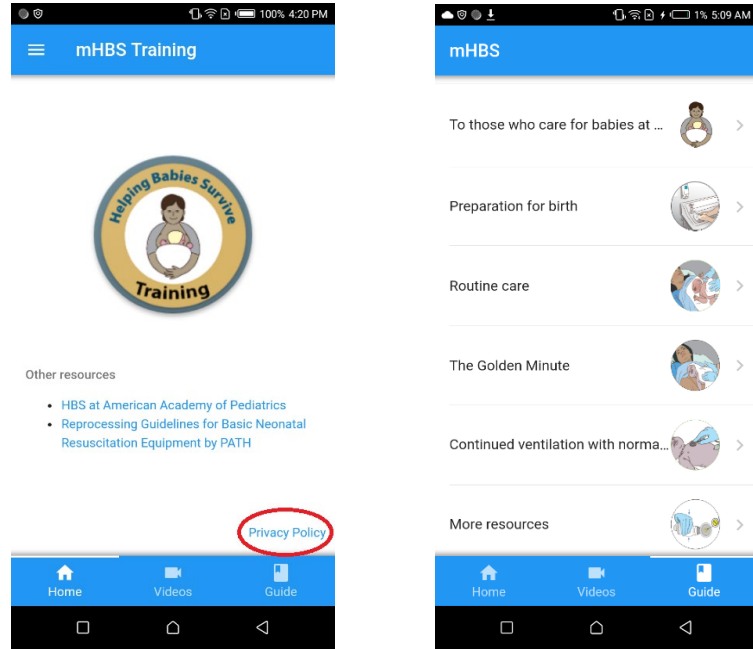 100% 4:20 PM
mHBS Training
Helping Babies Survive
Training
Other resources
• HBS at American Academy of Pediatrics
• Reprocessing Guidelines for Basic Neonatal
Resuscitation Equipment by PATH
Privacy Policy
Home Videos Guide
1% 5:09 AM
mHBS
To those who care for babies at ...
Preparation for birth
Routine care
The Golden Minute
Continued ventilation with norma...
More resources
Home Videos Guide